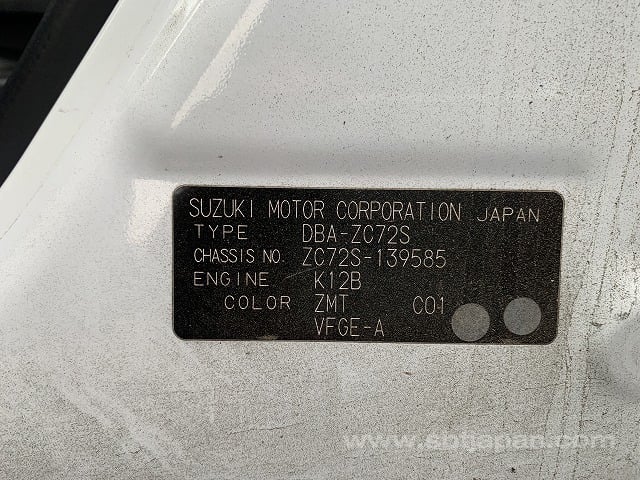 SUZUKI MOTOR CORPORATION JAPAN
TYPE DBA-ZC72S
CHASSIS NO. ZC72S-139585
ENGINE K12B
COLOR ZMT C01
VFGE-A
www.sbtjapan.com